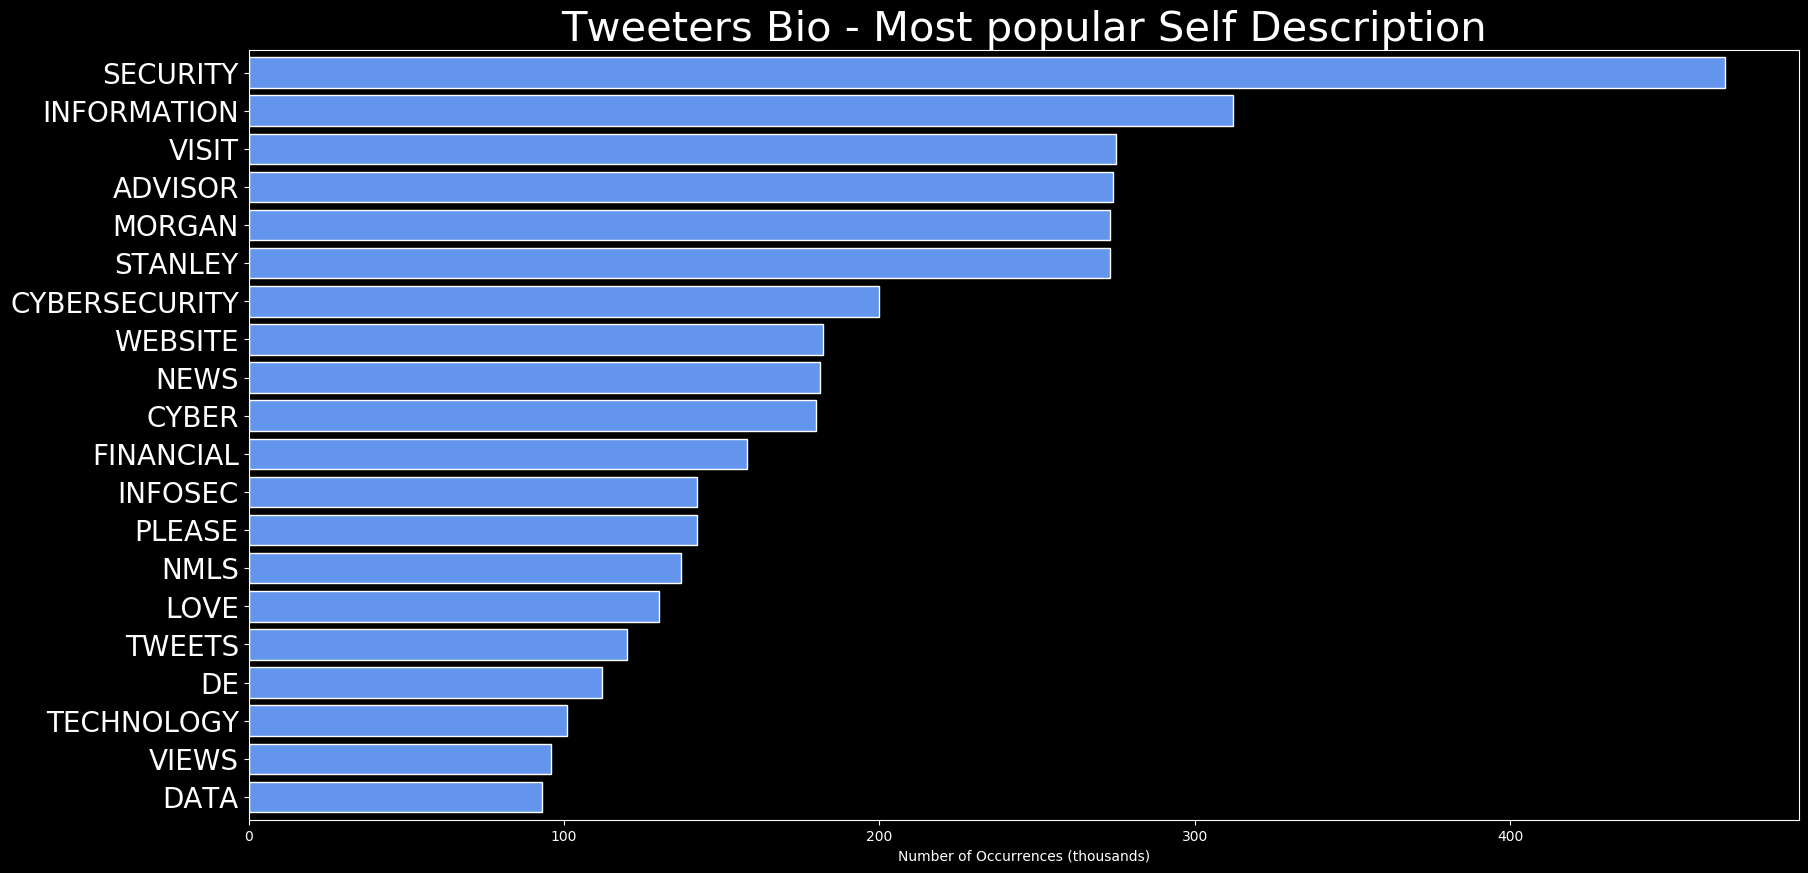 Tweeters Bio - Most popular Self Description
SECURITY
INFORMATION
VISIT
ADVISOR
MORGAN
STANLEY
CYBERSECURITY
WEBSITE
NEWS
CYBER
FINANCIAL
INFOSEC
PLEASE
NMLS
LOVE
TWEETS
DE
TECHNOLOGY
VIEWS
DATA
0 100 200 300 400
Number of Occurrences (thousands)